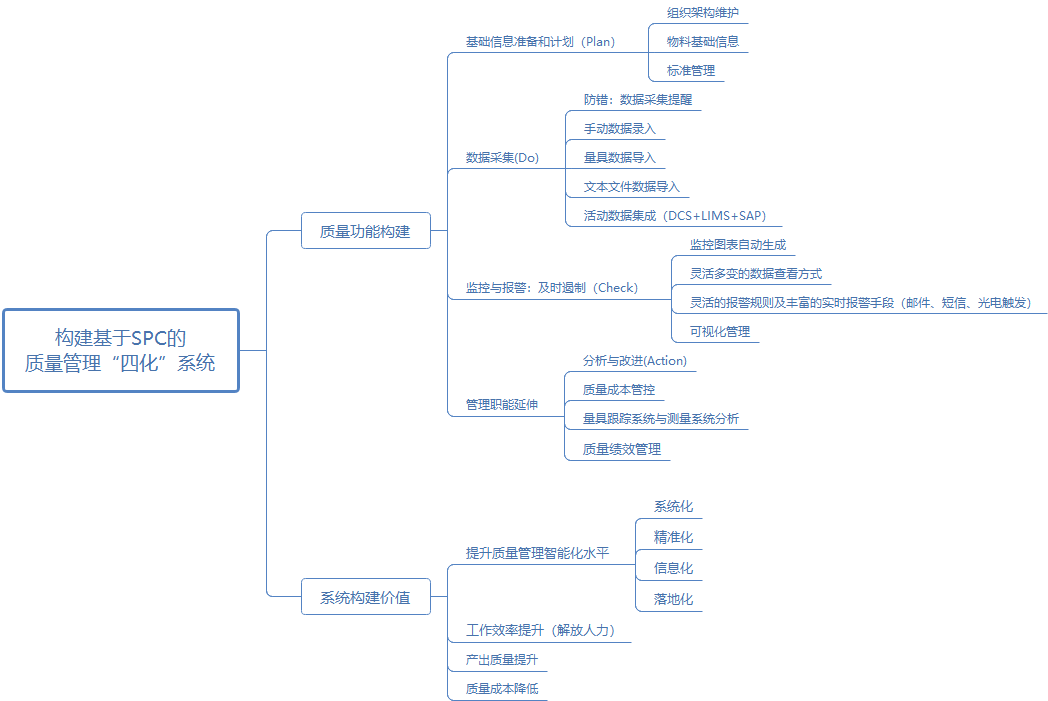 构建基于SPC的
质量管理“四化”系统
质量功能构建
基础信息准备和计划（Plan）
组织架构维护
物料基础信息
标准管理
数据采集(Do)
防错：数据采集提醒
手动数据录入
量具数据导入
文本文件数据导入
活动数据集成（DCS+LIMS+SAP）
监控与报警：及时遏制（Check）
监控图表自动生成
灵活多变的数据查看方式
灵活的报警规则及丰富的实时报警手段（邮件、短信、光电触发）
可视化管理
管理职能延伸
分析与改进(Action)
质量成本管控
量具跟踪系统与测量系统分析
质量绩效管理
系统构建价值
提升质量管理智能化水平
系统化
精准化
信息化
落地化
工作效率提升（解放人力）
产出质量提升
质量成本降低